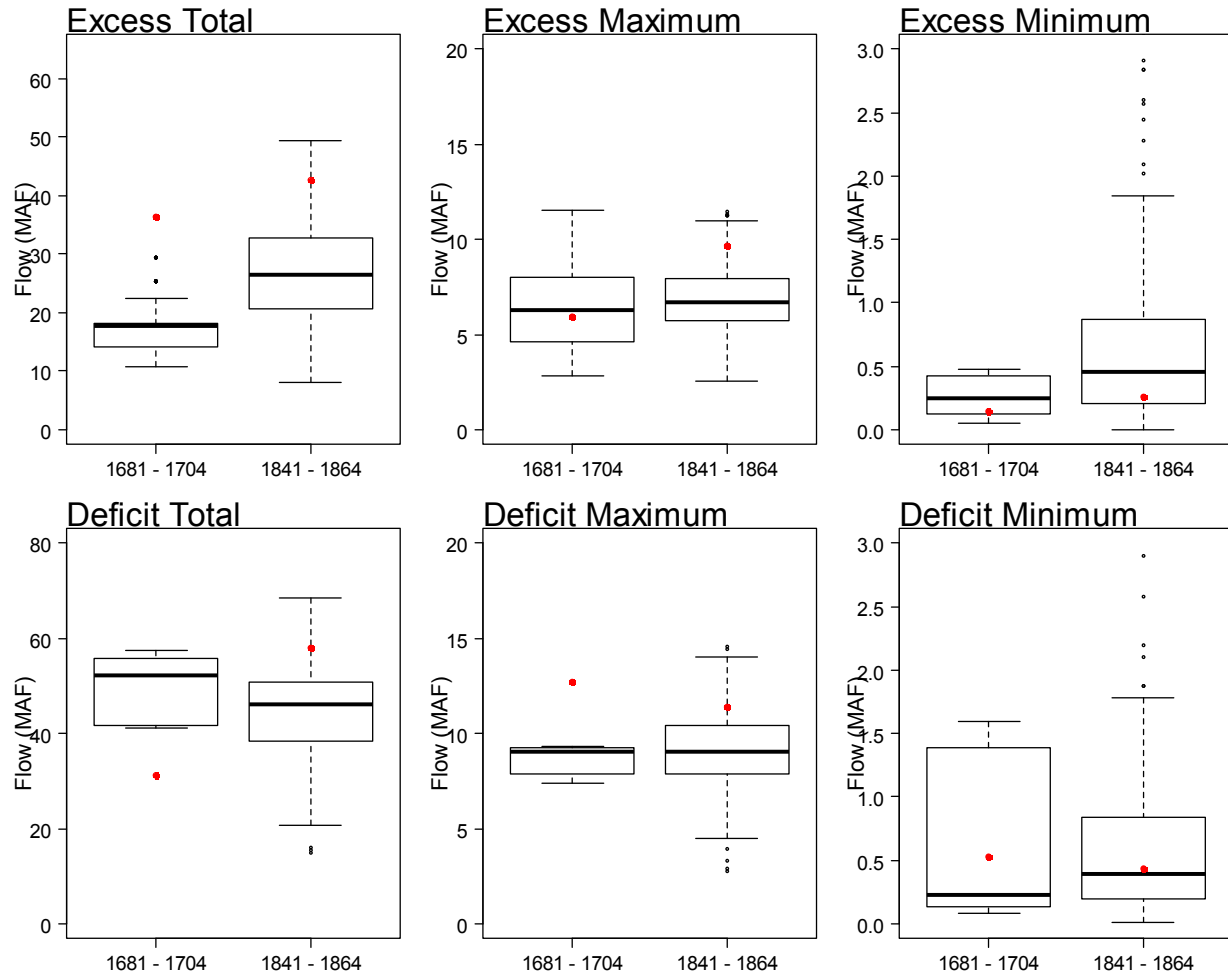 Excess Total
Excess Maximum
Excess Minimum
Flow (MAF)
60
50
40
30
20
10
0
1681 - 1704
1841 - 1864
Flow (MAF)
20
15
10
5
0
1681 - 1704
1841 - 1864
Flow (MAF)
3.0
2.5
2.0
1.5
1.0
0.5
0.0
1681 - 1704
1841 - 1864
Deficit Total
Deficit Maximum
Deficit Minimum
Flow (MAF)
80
60
40
20
0
1681 - 1704
1841 - 1864
Flow (MAF)
20
15
10
5
0
1681 - 1704
1841 - 1864
Flow (MAF)
3.0
2.5
2.0
1.5
1.0
0.5
0.0
1681 - 1704
1841 - 1864